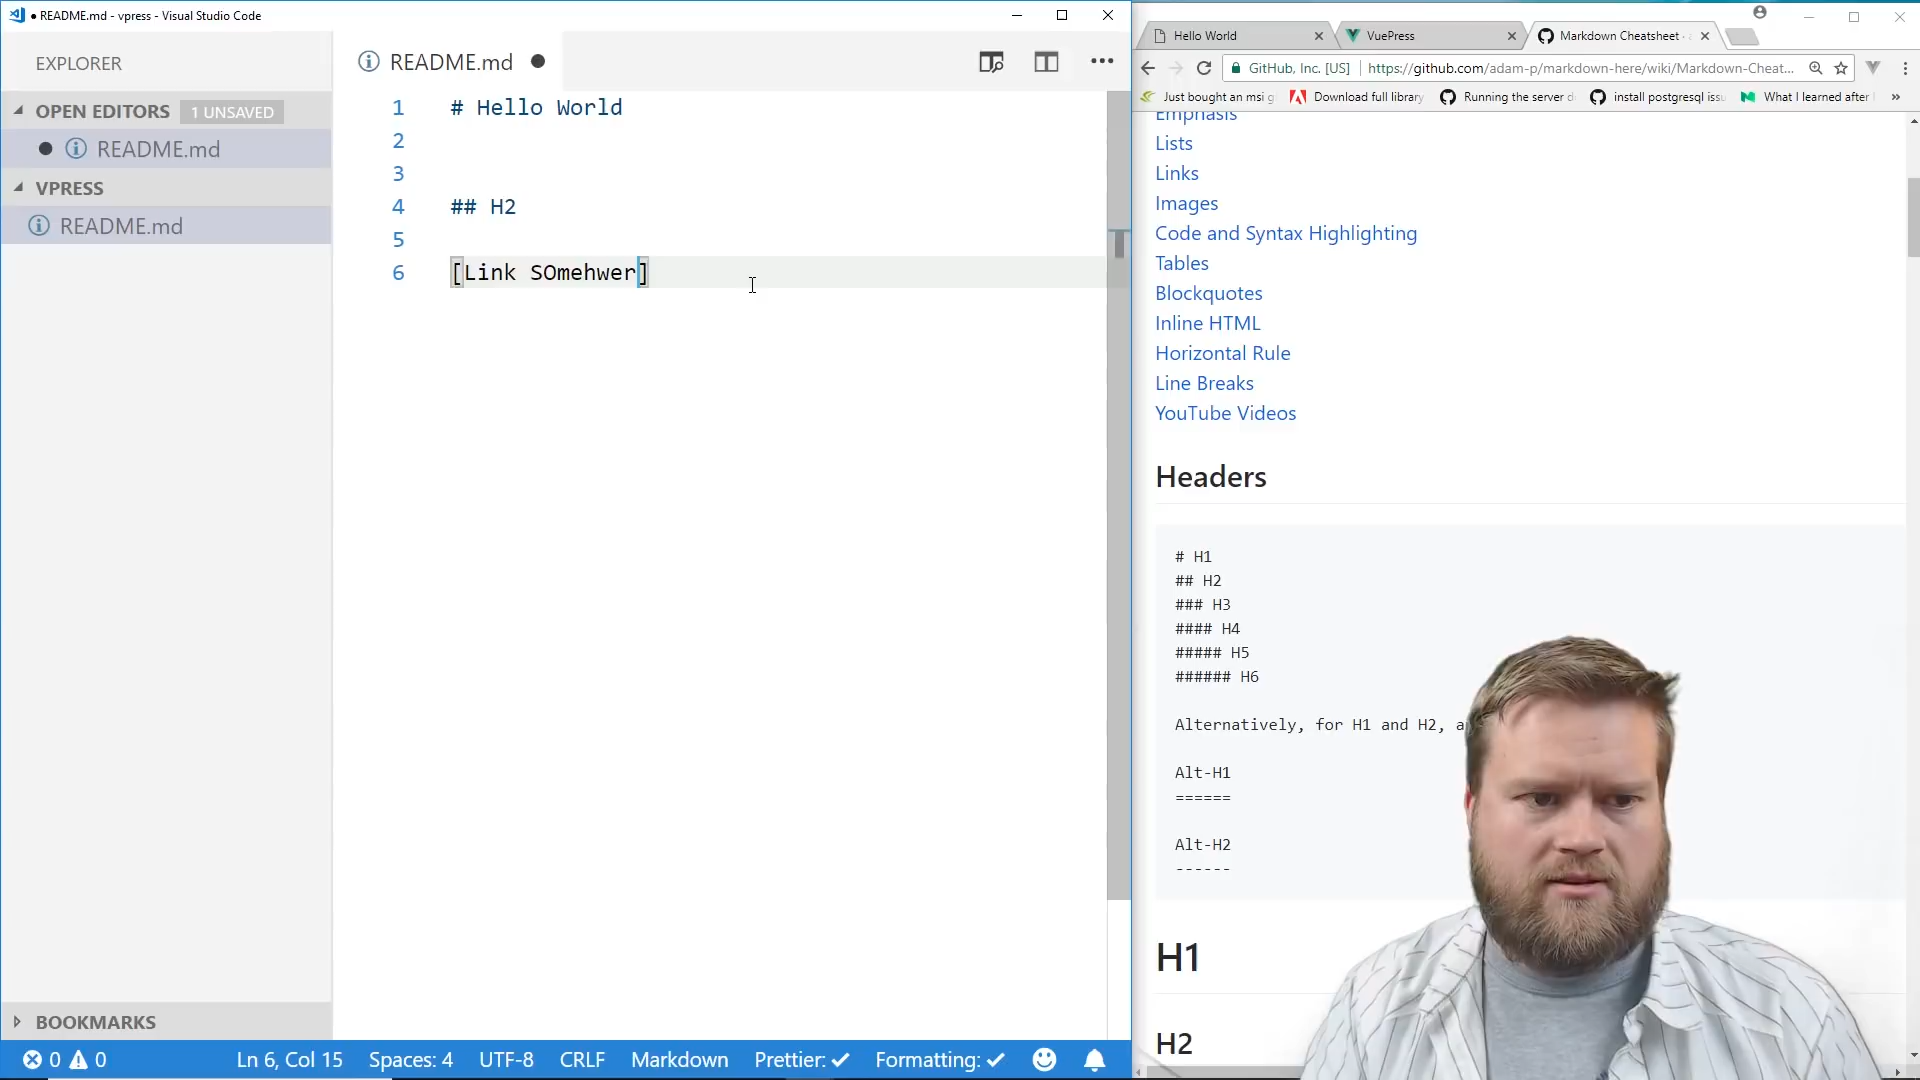 README.md - vpress - Visual Studio Code
EXPLORER
OPEN EDITORS 1 UNSAVED
README.md
VPRESS
README.md
BOOKMARKS
README.md
1 # Hello World
2
3
4 ## H2
5
6 [Link SOmehwer]
0 0 Ln 6, Col 15 Spaces: 4 UTF-8 CRLF Markdown Prettier: Formatting:
Hello World
VuePress
Markdown Cheatsheet
GitHub, Inc. [US] https://github.com/adam-p/markdown-here/wiki/Markdown-Cheat...
Just bought an msi g
Download full library
Running the server d
install postgresql issu
What I learned after
Emphasis
Lists
Links
Images
Code and Syntax Highlighting
Tables
Blockquotes
Inline HTML
Horizontal Rule
Line Breaks
YouTube Videos
Headers
# H1
## H2
### H3
#### H4
##### H5
###### H6
Alternatively, for H1 and H2, a
Alt-H1
======
Alt-H2
------
H1
H2